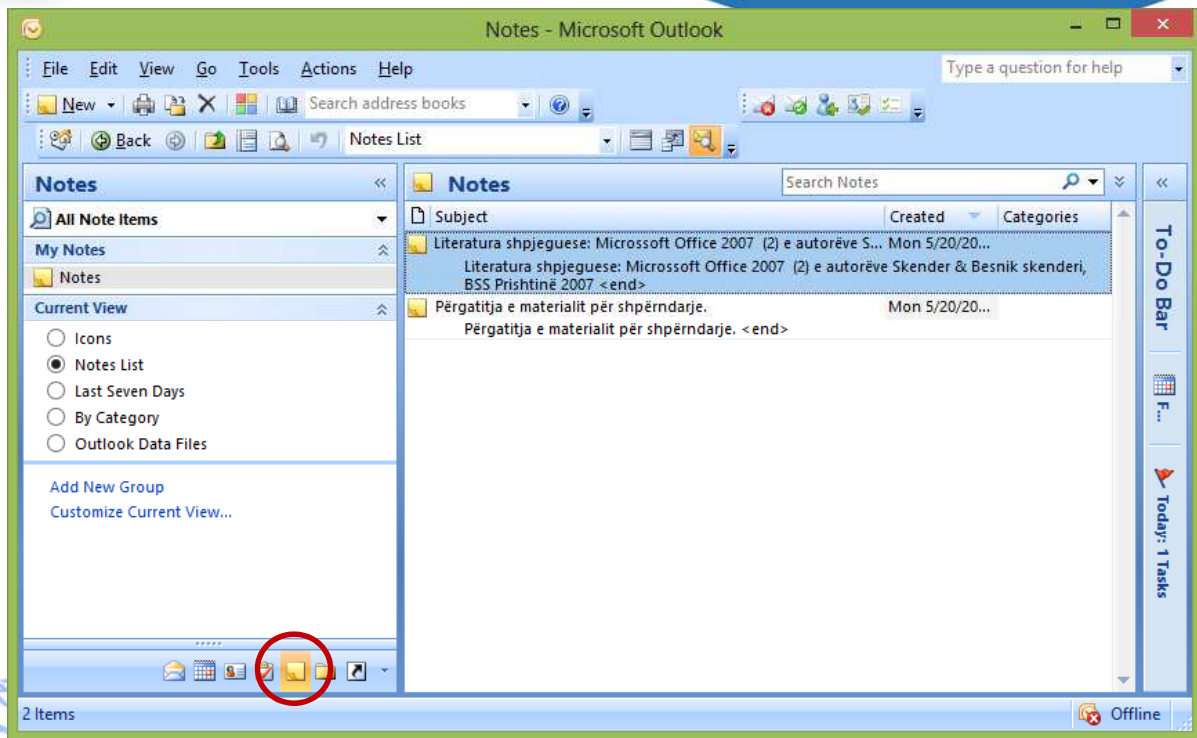 Notes - Microsoft Outlook
File Edit View Go Tools Actions Help Type a question for help
New Search address books
Back Notes List
Notes
All Note Items
My Notes
Notes
Current View
Icons
Notes List
Last Seven Days
By Category
Outlook Data Files
Add New Group
Customize Current View...
Notes Search Notes
Subject Created Categories
Literatura shpjeguese: Microssoft Office 2007 (2) e autorëve S... Mon 5/20/20...
Literatura shpjeguese: Microssoft Office 2007 (2) e autorëve Skender & Besnik skenderi,
BSS Prishtinë 2007 <end>
Përgatitja e materialit për shpërndarje. Mon 5/20/20...
Përgatitja e materialit për shpërndarje. <end>
To-Do Bar
F...
Today: 1 Tasks
2 Items Offline